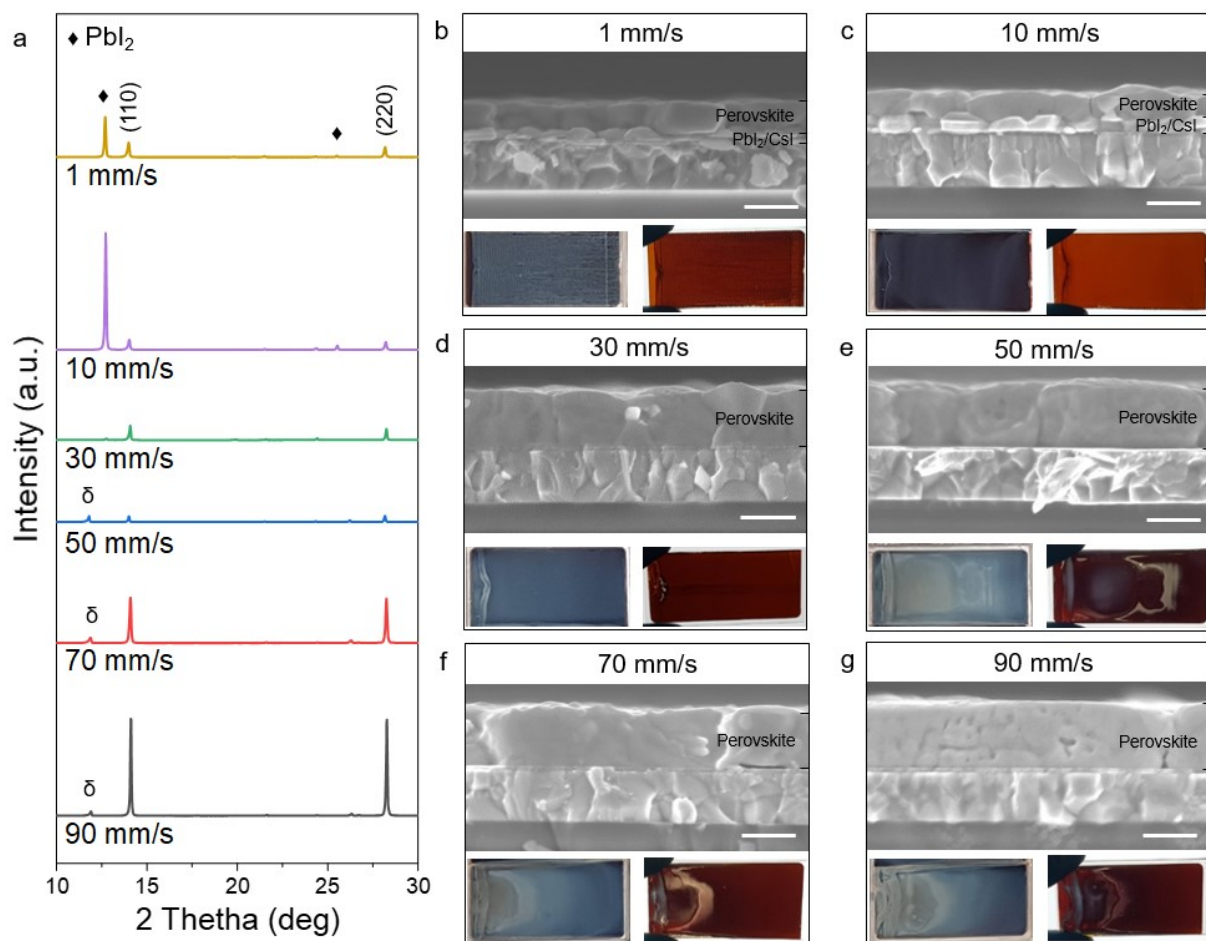 a
◆ PbI₂
◆
(110)
◆
(220)
1 mm/s
10 mm/s
30 mm/s
δ
50 mm/s
δ
70 mm/s
δ
90 mm/s
Intensity (a.u.)
10 15 20 25 30
2 Thetha (deg)
b 1 mm/s
Perovskite
PbI₂/CsI
c 10 mm/s
Perovskite
PbI₂/CsI
d 30 mm/s
Perovskite
e 50 mm/s
Perovskite
f 70 mm/s
Perovskite
g 90 mm/s
Perovskite